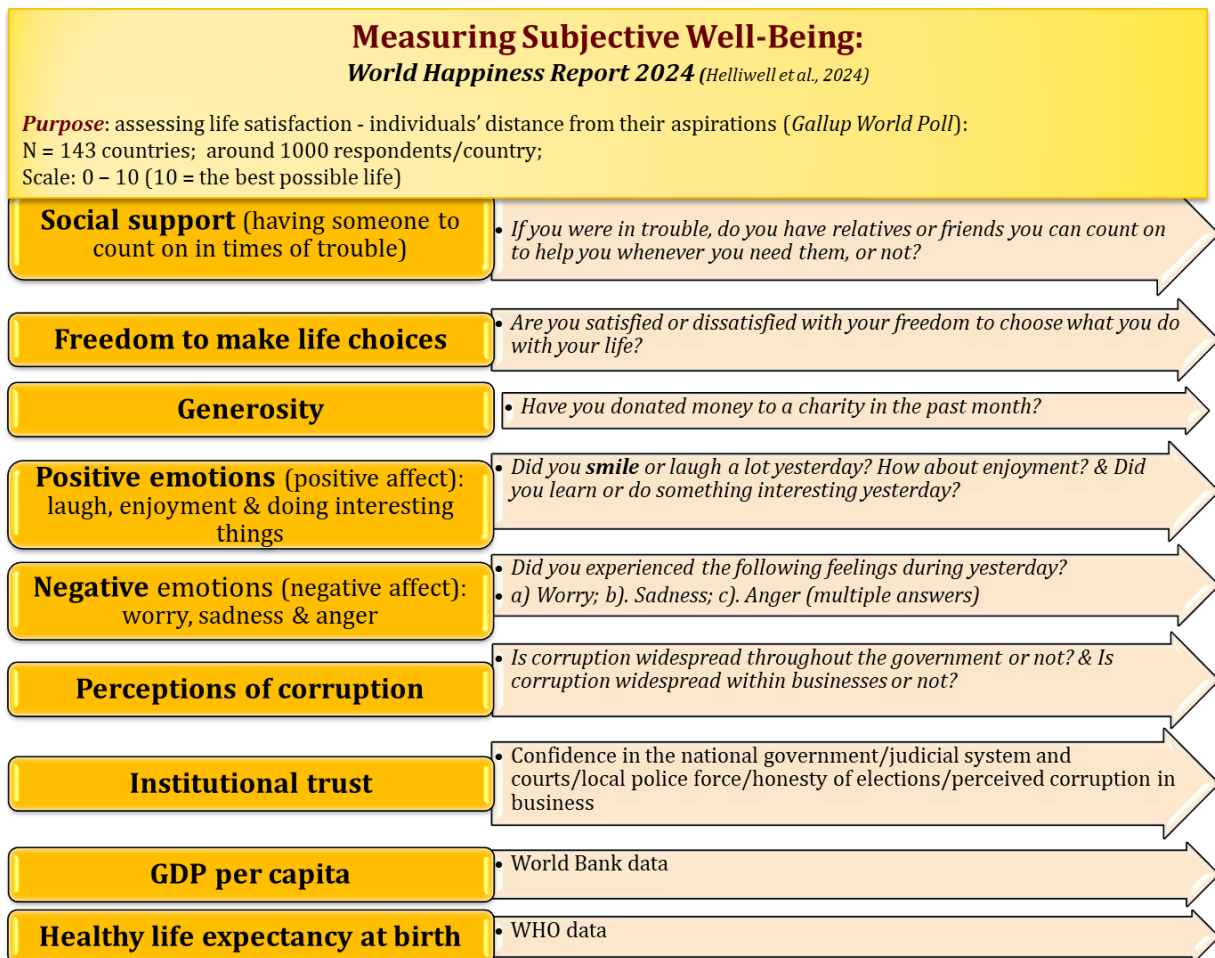 Measuring Subjective Well-Being:
World Happiness Report 2024 (Helliwell et al., 2024)
Purpose: assessing life satisfaction - individuals’ distance from their aspirations (Gallup World Poll):
N = 143 countries; around 1000 respondents/country;
Scale: 0 – 10 (10 = the best possible life)
Social support (having someone to
count on in times of trouble)
• If you were in trouble, do you have relatives or friends you can count on
to help you whenever you need them, or not?
Freedom to make life choices
• Are you satisfied or dissatisfied with your freedom to choose what you do
with your life?
Generosity
• Have you donated money to a charity in the past month?
Positive emotions (positive affect):
laugh, enjoyment & doing interesting
things
• Did you smile or laugh a lot yesterday? How about enjoyment? & Did
you learn or do something interesting yesterday?
Negative emotions (negative affect):
worry, sadness & anger
• Did you experienced the following feelings during yesterday?
• a) Worry; b). Sadness; c). Anger (multiple answers)
Perceptions of corruption
• Is corruption widespread throughout the government or not? & Is
corruption widespread within businesses or not?
Institutional trust
• Confidence in the national government/judicial system and
courts/local police force/honesty of elections/perceived corruption in
business
GDP per capita
• World Bank data
Healthy life expectancy at birth
• WHO data